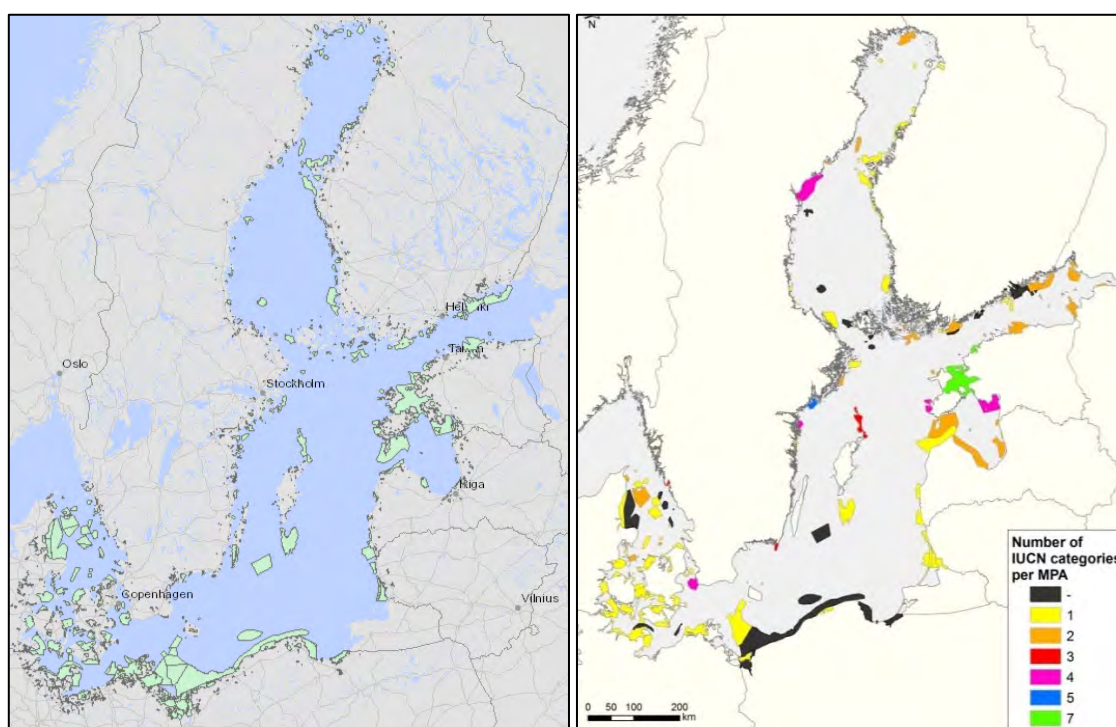 Oslo
Stockholm
Helsinki
Riga
Copenhagen
Vilnius
N
Number of
IUCN categories
per MPA
-
1
2
3
4
5
7
0 50 100 200
km